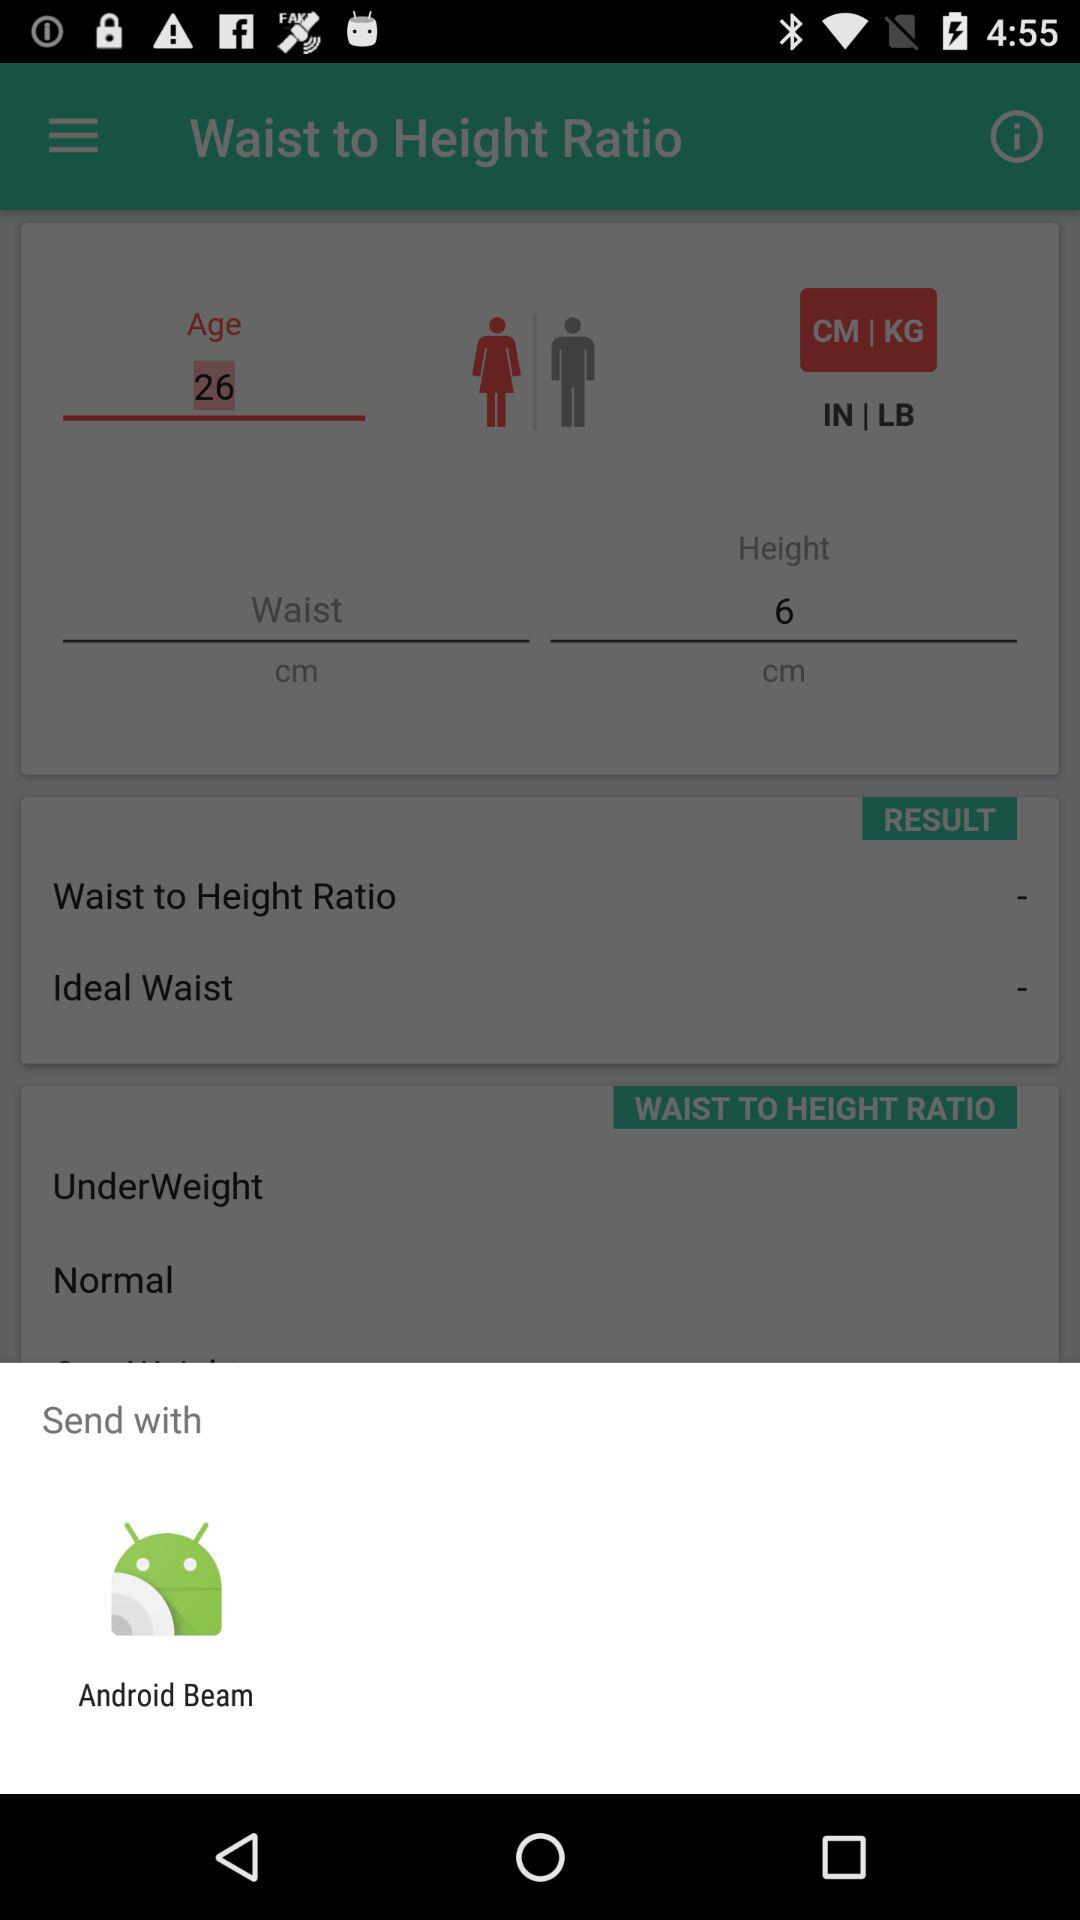 FAKE
4:55
Waist to Height Ratio
Age
26
CM | KG
IN | LB
Waist
cm
Height
6
cm
RESULT
Waist to Height Ratio -
Ideal Waist -
WAIST TO HEIGHT RATIO
UnderWeight
Normal
Send with
Android Beam